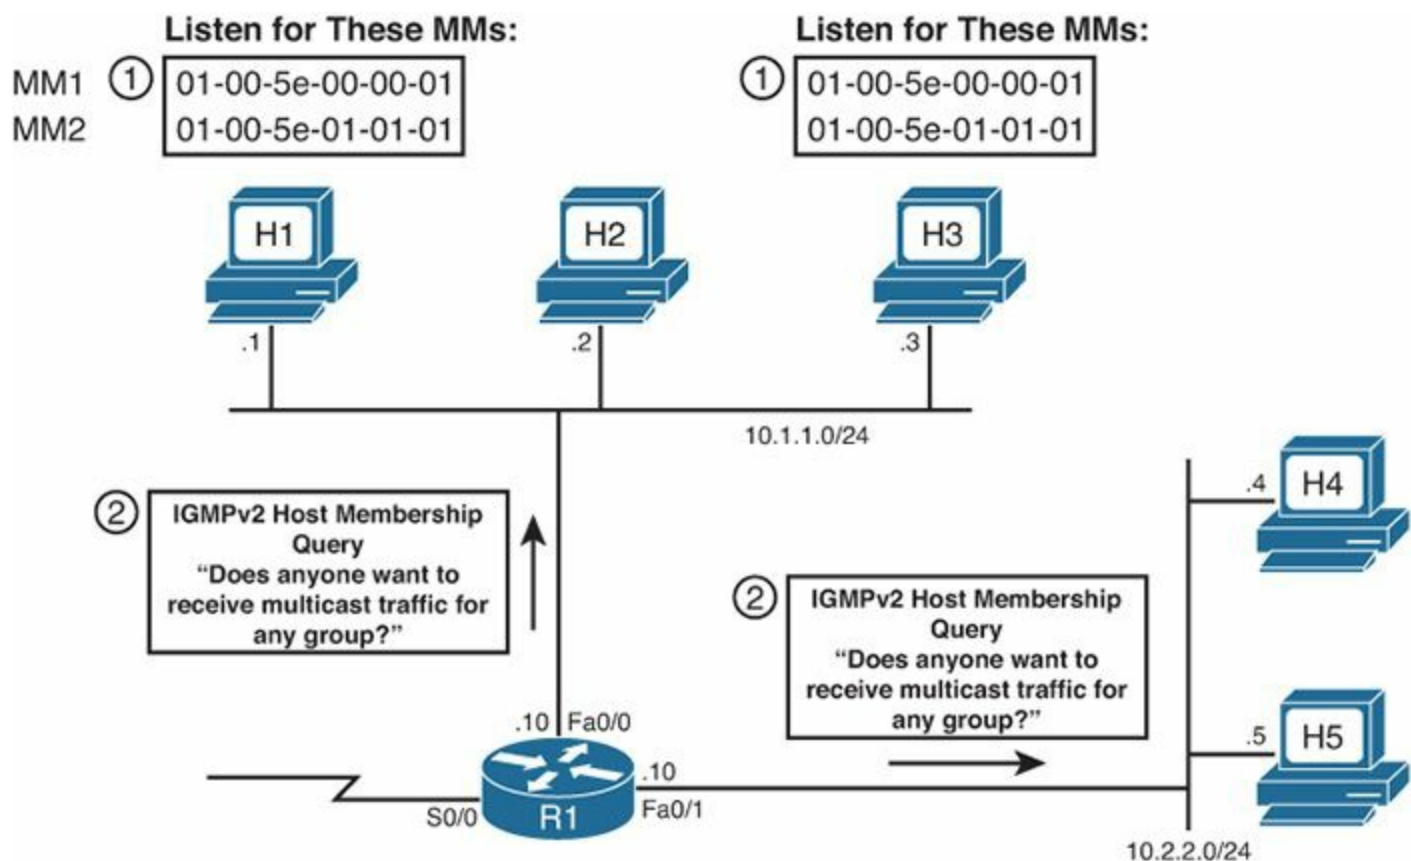 Listen for These MMs:
Listen for These MMs:
MM1
1
01-00-5e-00-00-01
1
01-00-5e-00-00-01
MM2
01-00-5e-01-01-01
01-00-5e-01-01-01
H1
H2
H3
.1
.2
.3
10.1.1.0/24
2
IGMPv2 Host Membership
Query
“Does anyone want to
receive multicast traffic for
any group?”
.4
H4
2
IGMPv2 Host Membership
Query
“Does anyone want to
receive multicast traffic for
any group?”
.10
Fa0/0
.5
H5
.10
S0/0
R1
Fa0/1
10.2.2.0/24